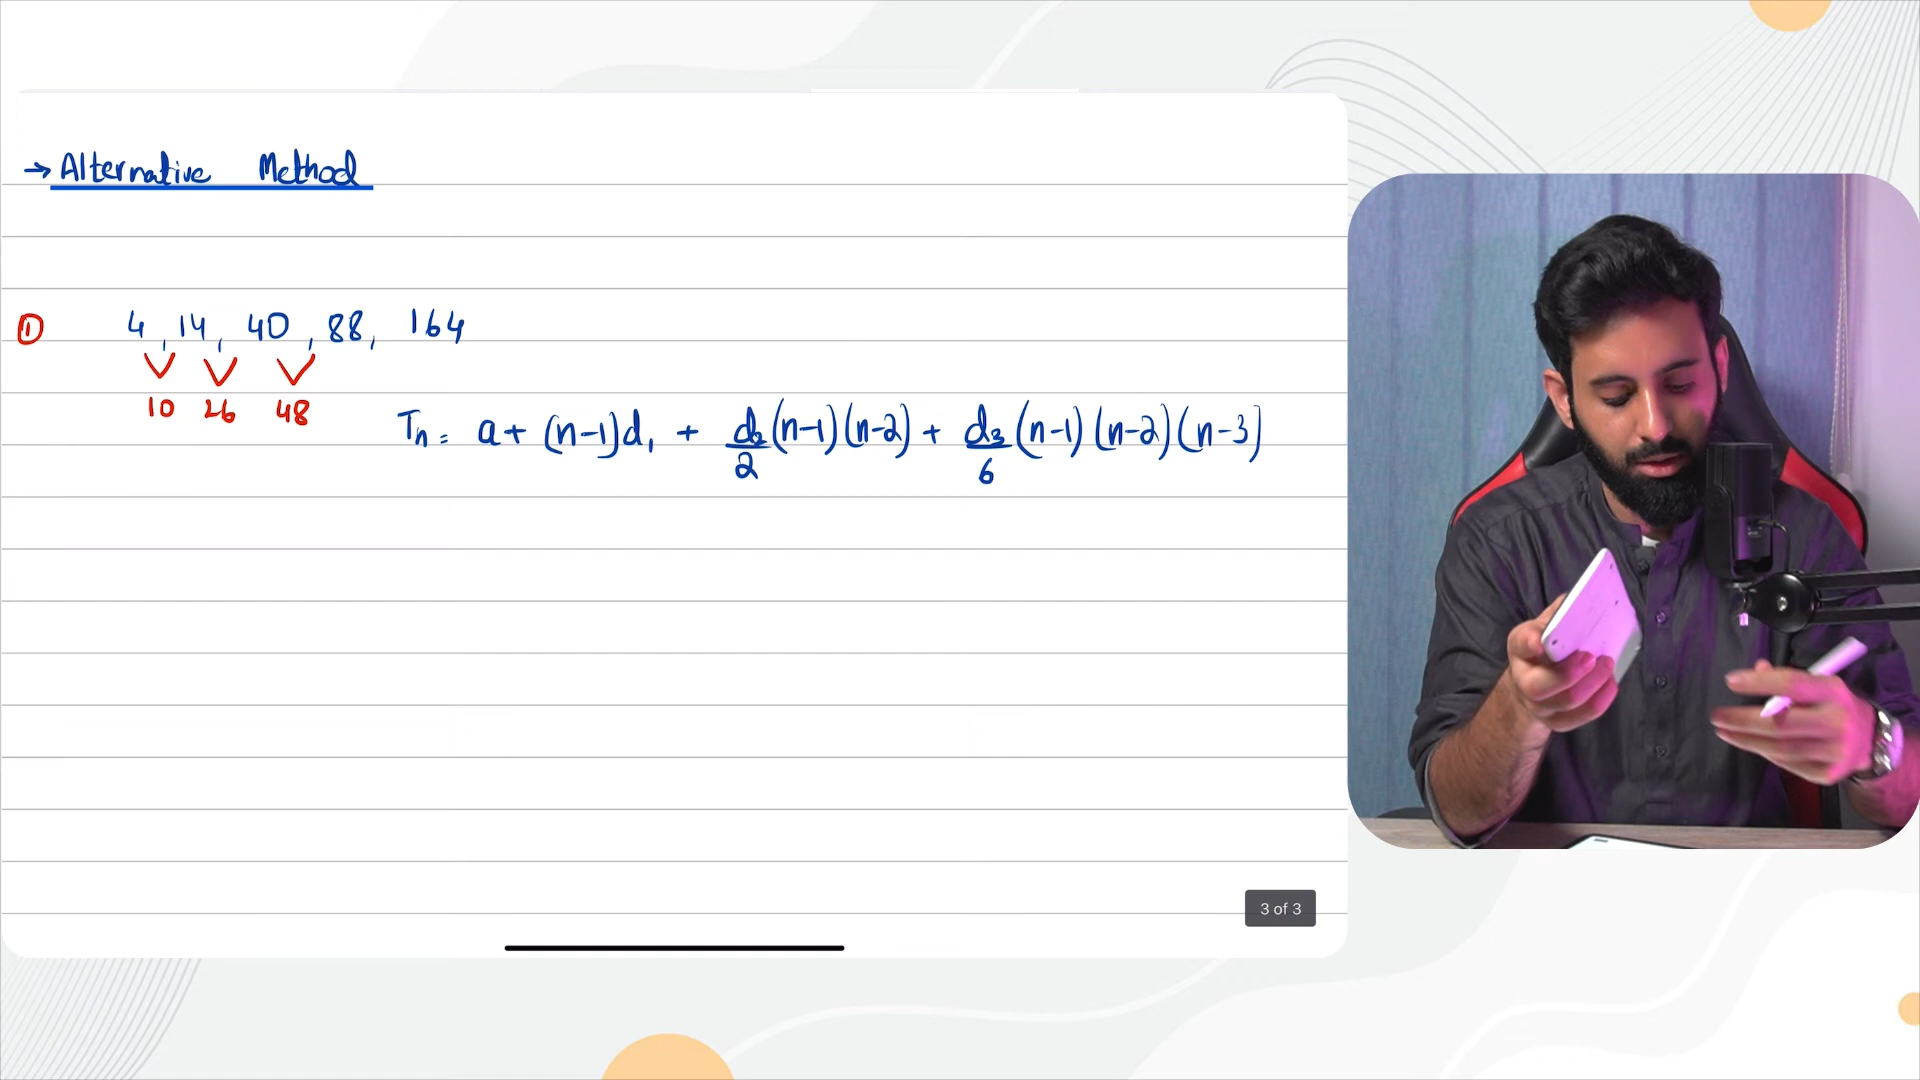 → Alternative Method
① 4, 14, 40, 88, 164
10 26 48
Tn = a + (n-1)d₁ + d₂/2 (n-1)(n-2) + d₃/6 (n-1)(n-2)(n-3)
3 of 3